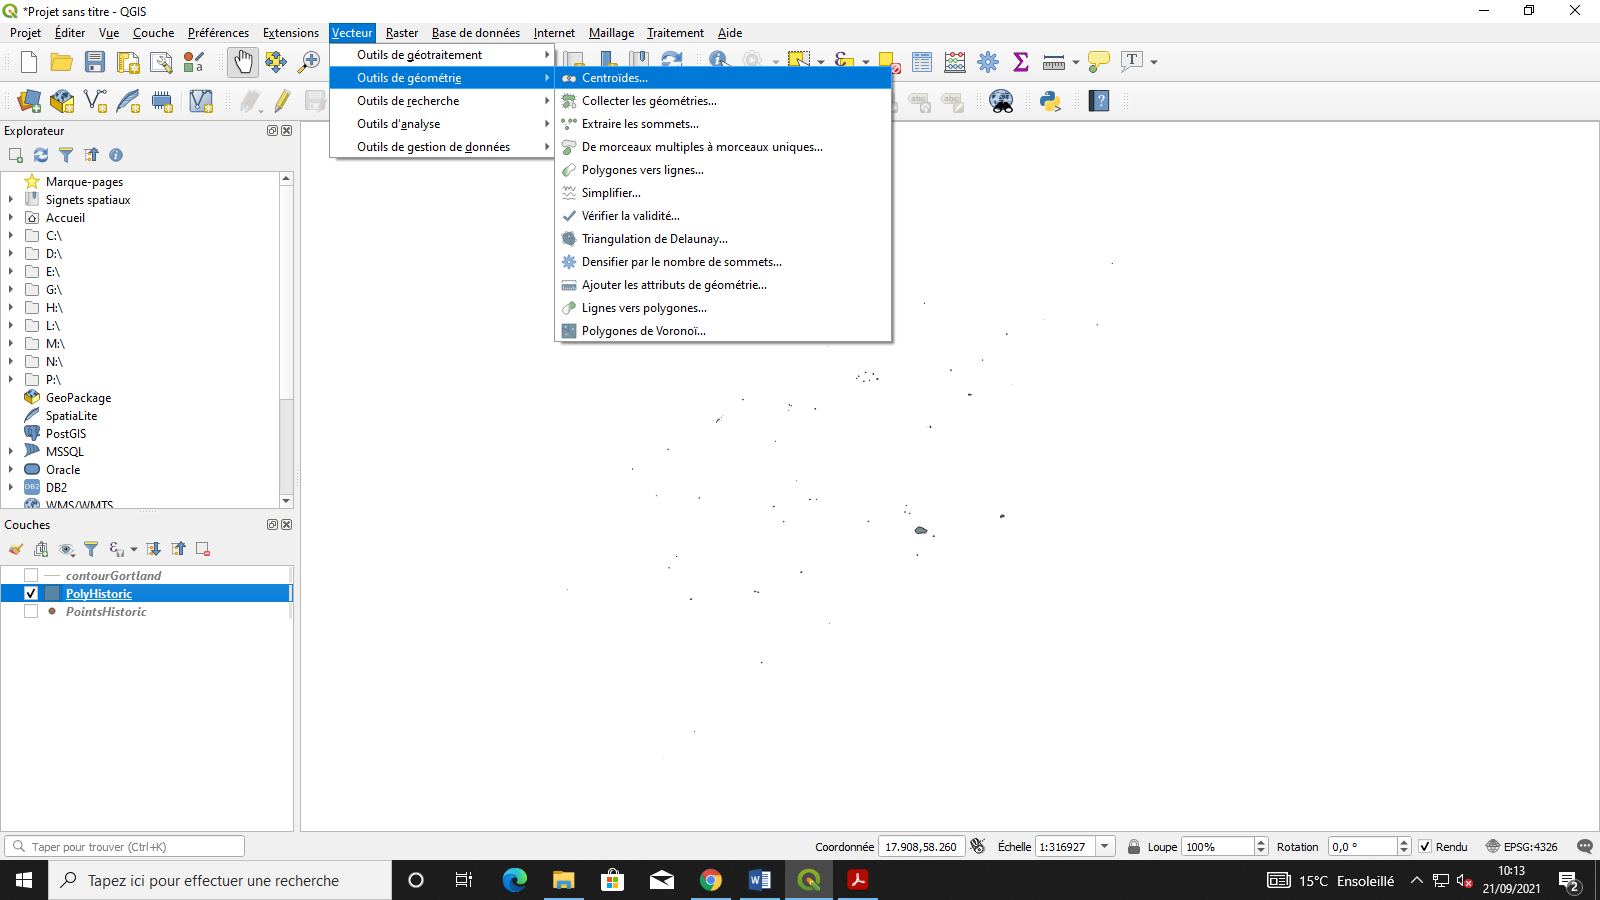 *Projet sans titre - QGIS
Projet Éditer Vue Couche Préférences Extensions Vecteur Raster Base de données Internet Maillage Traitement Aide
Outils de géotraitement
Outils de géométrie
Outils de recherche
Outils d'analyse
Outils de gestion de données
Centroïdes...
Collecter les géométries...
Extraire les sommets...
De morceaux multiples à morceaux uniques...
Polygones vers lignes...
Simplifier...
Vérifier la validité...
Triangulation de Delaunay...
Densifier par le nombre de sommets...
Ajouter les attributs de géométrie...
Lignes vers polygones...
Polygones de Voronoï...
Explorateur
Marque-pages
Signets spatiaux
Accueil
C:\
D:\
E:\
G:\
H:\
L:\
M:\
N:\
P:\
GeoPackage
SpatiaLite
PostGIS
MSSQL
Oracle
DB2
WMS/WMTS
Couches
contourGortland
PolyHistoric
PointsHistoric
Taper pour trouver (Ctrl+K)
Coordonnée 17.908,58.260 Échelle 1:316927 Loupe 100% Rotation 0,0 ° Rendu EPSG:4326
Tapez ici pour effectuer une recherche
15°C Ensoleillé
10:13
21/09/2021
2